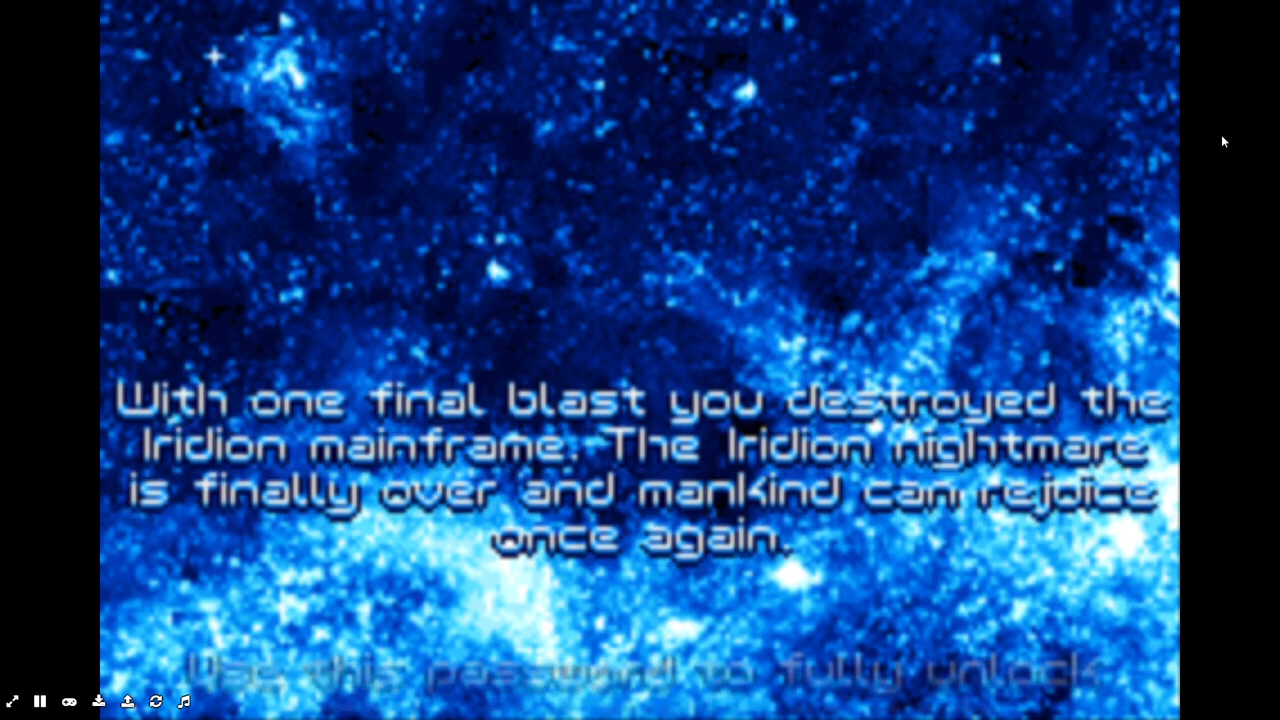 With one final blast you destroyed the
Iridion mainframe. The Iridion nightmare
is finally over and mankind can rejoice
once again.
Use this password to fully unlock